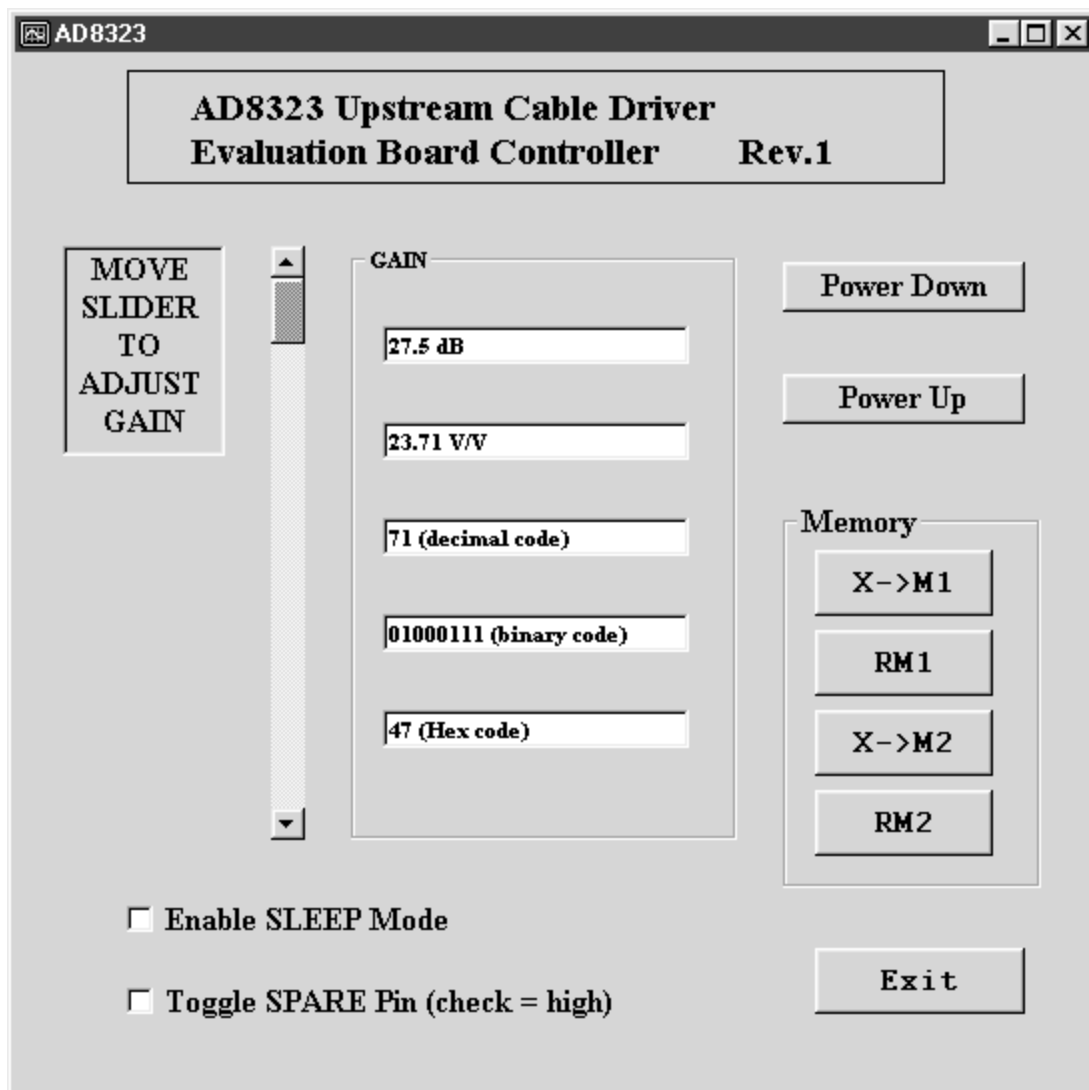 AD8323
AD8323 Upstream Cable Driver
Evaluation Board Controller Rev.1
MOVE
SLIDER
TO
ADJUST
GAIN
GAIN
27.5 dB
23.71 V/V
71 (decimal code)
01000111 (binary code)
47 (Hex code)
Power Down
Power Up
Memory
X->M1
RM1
X->M2
RM2
Enable SLEEP Mode
Toggle SPARE Pin (check = high)
Exit